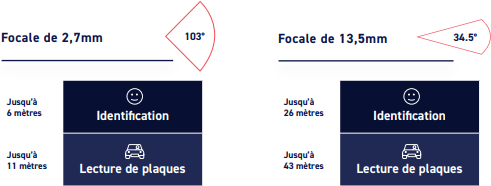 Focale de 2,7mm
103°
Jusqu'à
6 mètres
Identification
Jusqu'à
11 mètres
Lecture de plaques
Focale de 13,5mm
34.5°
Jusqu'à
26 mètres
Identification
Jusqu'à
43 mètres
Lecture de plaques